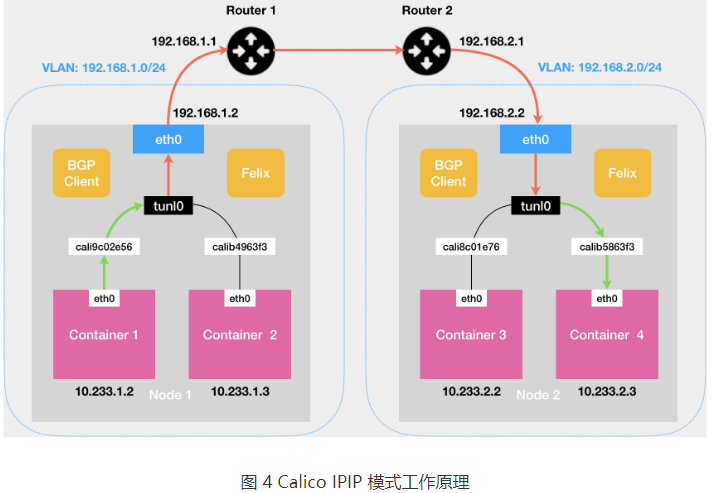 Router 1
Router 2
192.168.1.1
192.168.2.1
VLAN: 192.168.1.0/24
VLAN: 192.168.2.0/24
192.168.1.2
192.168.2.2
eth0
eth0
BGP
Client
Felix
BGP
Client
Felix
tunl0
tunl0
cali9c02e56
calib4963f3
cali8c01e76
calib5863f3
eth0
eth0
eth0
eth0
Container 1
Container 2
Container 3
Container 4
10.233.1.2
Node 1
10.233.1.3
10.233.2.2
Node 2
10.233.2.3
图 4 Calico IPIP 模式工作原理